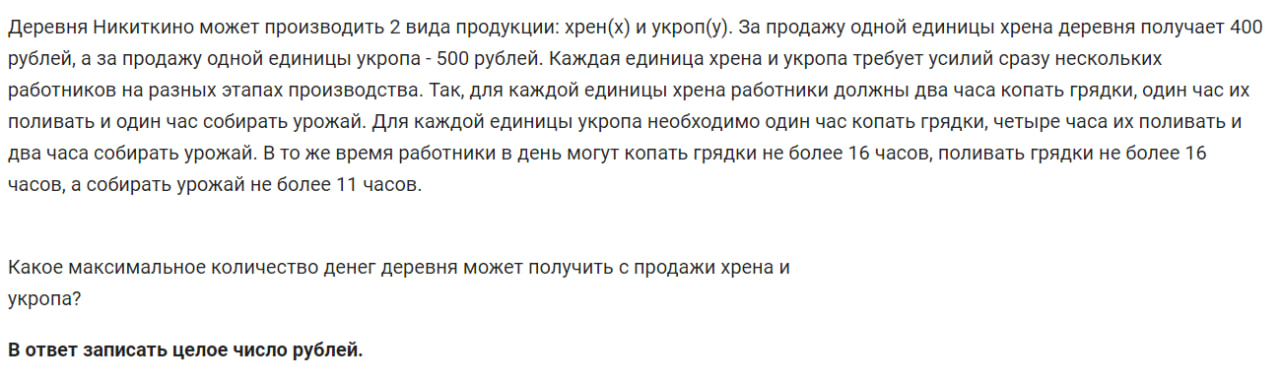 Деревня Никиткино может производить 2 вида продукции: хрен(x) и укроп(y). За продажу одной единицы хрена деревня получает 400
рублей, а за продажу одной единицы укропа - 500 рублей. Каждая единица хрена и укропа требует усилий сразу нескольких
работников на разных этапах производства. Так, для каждой единицы хрена работники должны два часа копать грядки, один час их
поливать и один час собирать урожай. Для каждой единицы укропа необходимо один час копать грядки, четыре часа их поливать и
два часа собирать урожай. В то же время работники в день могут копать грядки не более 16 часов, поливать грядки не более 16
часов, а собирать урожай не более 11 часов.
Какое максимальное количество денег деревня может получить с продажи хрена и
укропа?
В ответ записать целое число рублей.